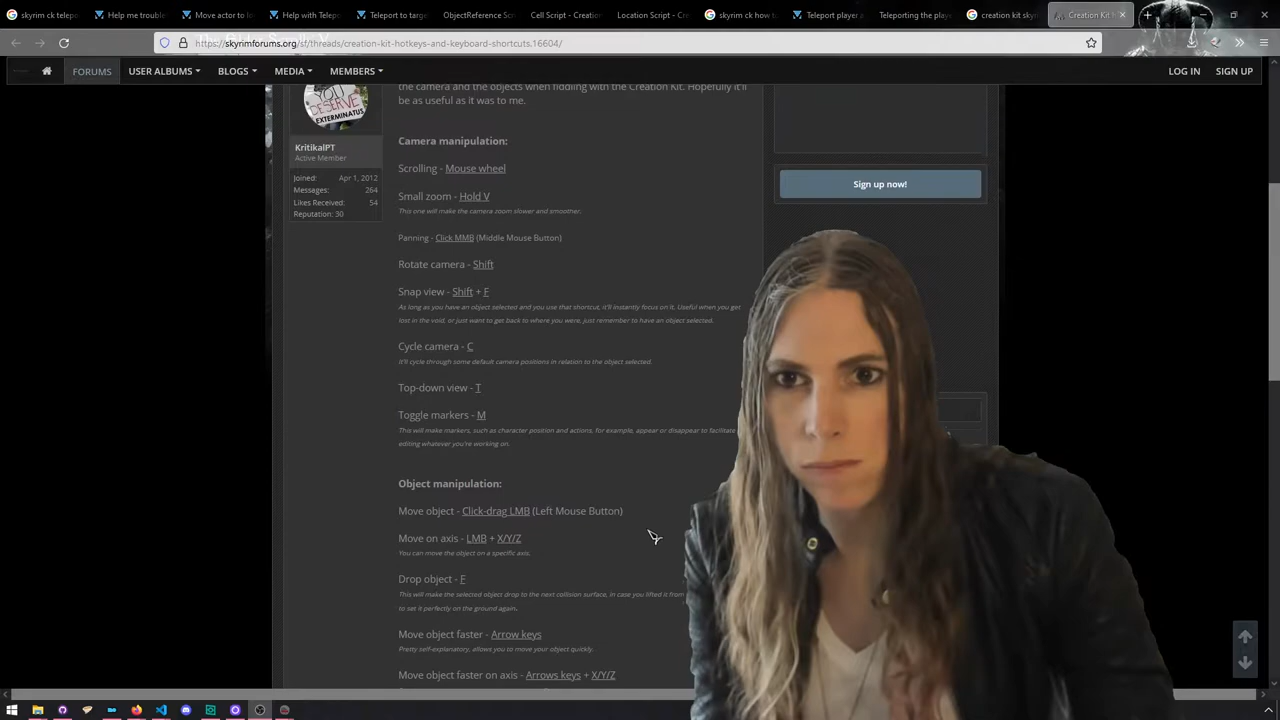 skyrim ck telep
Help me trouble
Move actor to l
Help with Telep
Teleport to targe
ObjectReference Sc
Cell Script - Creation
Location Script - Cre
skyrim ck how t
Teleport player a
Teleporting the play
creation kit sky
Creation Kit
https://skyrimforums.org/sf/threads/creation-kit-hotkeys-and-keyboard-shortcuts.16604/
FORUMS
USER ALBUMS
BLOGS
MEDIA
MEMBERS
LOG IN
SIGN UP
the camera and the objects when fiddling with the Creation Kit. Hopefully it'll
be as useful as it was to me.
YOU
DESERVE
EXTERMINATUS
KritikalPT
Active Member
Joined: Apr 1, 2012
Messages: 264
Likes Received: 54
Reputation: 30
Camera manipulation:
Scrolling - Mouse wheel
Small zoom - Hold V
This one will make the camera zoom slower and smoother.
Panning - Click MMB (Middle Mouse Button)
Rotate camera - Shift
Snap view - Shift + F
As long as you have an object selected and you use that shortcut, it'll instantly focus on it. Useful when you get
lost in the void, or just want to get back to where you were, just remember to have an object selected.
Cycle camera - C
It'll cycle through some default camera positions in relation to the object selected.
Top-down view - T
Toggle markers - M
This will make markers, such as character position and actions, for example, appear or disappear to facilitate
editing whatever you're working on.
Object manipulation:
Move object - Click-drag LMB (Left Mouse Button)
Move on axis - LMB + X/Y/Z
You can move the object on a specific axis.
Drop object - F
This will make the selected object drop to the next collision surface, in case you lifted it from
to set it perfectly on the ground again.
Move object faster - Arrow keys
Pretty self-explanatory, allows you to move your object quickly.
Move object faster on axis - Arrows keys + X/Y/Z
Sign up now!